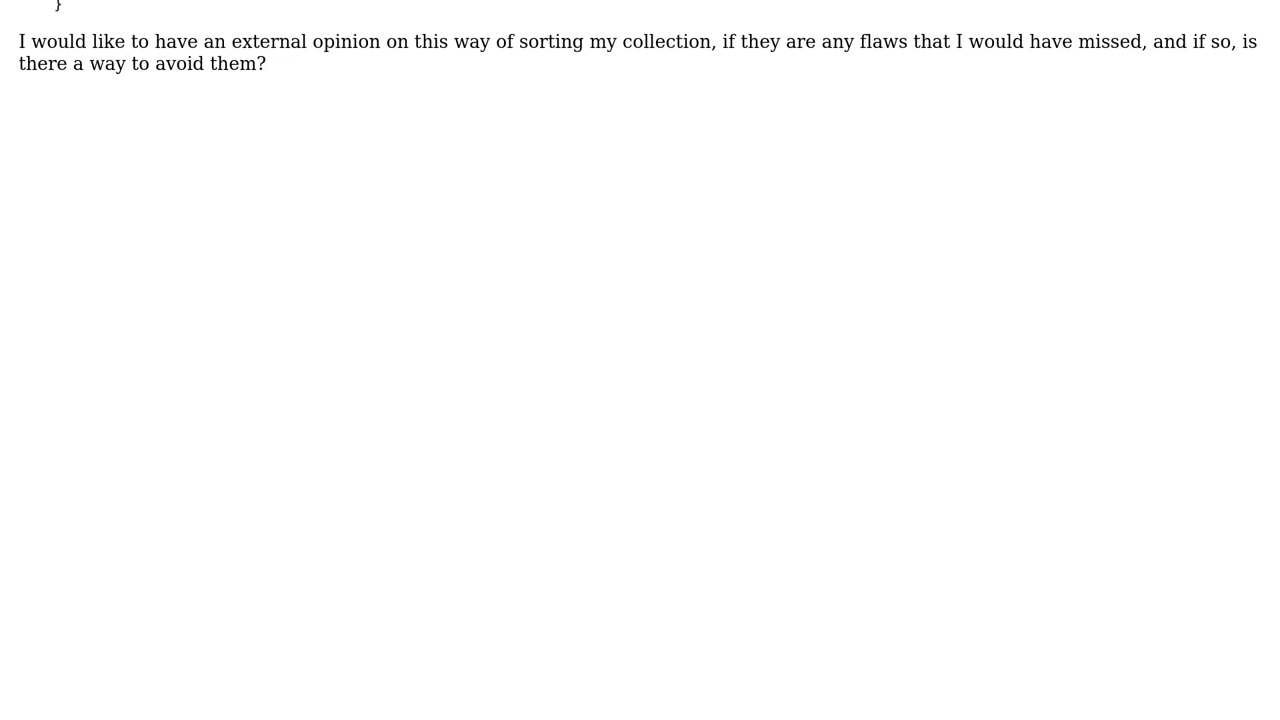 }
I would like to have an external opinion on this way of sorting my collection, if they are any flaws that I would have missed, and if so, is
there a way to avoid them?